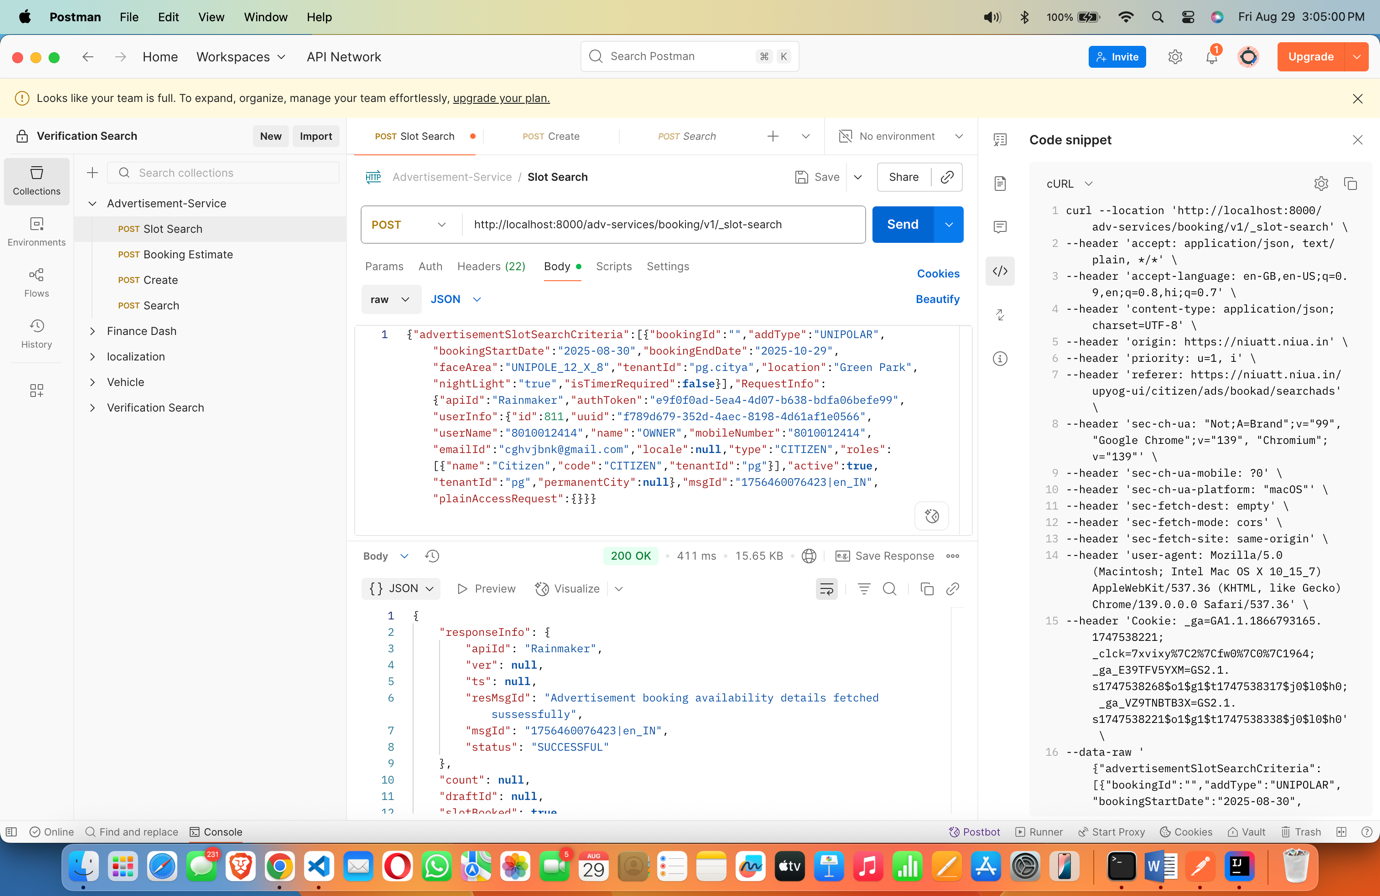 Postman File Edit View Window Help
100% Fri Aug 29 3:05:00 PM
Home Workspaces API Network
Search Postman ⌘ K
Invite 1 Upgrade
Looks like your team is full. To expand, organize, manage your team effortlessly, upgrade your plan.
Verification Search New Import
Collections
Environments
Flows
History
Search collections
Advertisement-Service
POST Slot Search
POST Booking Estimate
POST Create
POST Search
Finance Dash
localization
Vehicle
Verification Search
POST Slot Search POST Create POST Search No environment
HTTP Advertisement-Service / Slot Search Save Share
POST http://localhost:8000/adv-services/booking/v1/_slot-search Send
Params Auth Headers (22) Body Scripts Settings Cookies
raw JSON Beautify
1 {"advertisementSlotSearchCriteria":[{"bookingId":"","addType":"UNIPOLAR",
"bookingStartDate":"2025-08-30","bookingEndDate":"2025-10-29",
"faceArea":"UNIPOLE_12_X_8","tenantId":"pg.citya","location":"Green Park",
"nightLight":"true","isTimerRequired":false}],"RequestInfo":
{"apiId":"Rainmaker","authToken":"e9f0f0ad-5ea4-4d07-b638-bdfa06befe99",
"userInfo":{"id":811,"uuid":"f789d679-352d-4aec-8198-4d61af1e0566",
"userName":"8010012414","name":"OWNER","mobileNumber":"8010012414",
"emailId":"cghvjbnk@gmail.com","locale":null,"type":"CITIZEN","roles":
[{"name":"Citizen","code":"CITIZEN","tenantId":"pg"}],"active":true,
"tenantId":"pg","permanentCity":null},"msgId":"1756460076423|en_IN",
"plainAccessRequest":{}}}
Body 200 OK 411 ms 15.65 KB e.g. Save Response
{} JSON Preview Visualize
1 {
2 "responseInfo": {
3 "apiId": "Rainmaker",
4 "ver": null,
5 "ts": null,
6 "resMsgId": "Advertisement booking availability details fetched
sussessfully",
7 "msgId": "1756460076423|en_IN",
8 "status": "SUCCESSFUL"
9 },
10 "count": null,
11 "draftId": null,
12 "slotBooked": true
Code snippet
cURL
1 curl --location 'http://localhost:8000/
adv-services/booking/v1/_slot-search' \
2 --header 'accept: application/json, text/
plain, */*' \
3 --header 'accept-language: en-GB,en-US;q=0.
9,en;q=0.8,hi;q=0.7' \
4 --header 'content-type: application/json;
charset=UTF-8' \
5 --header 'origin: https://niuatt.niua.in' \
6 --header 'priority: u=1, i' \
7 --header 'referer: https://niuatt.niua.in/
upyog-ui/citizen/ads/bookad/searchads'
\
8 --header 'sec-ch-ua: "Not;A=Brand";v="99",
"Google Chrome";v="139", "Chromium";
v="139"' \
9 --header 'sec-ch-ua-mobile: ?0' \
10 --header 'sec-ch-ua-platform: "macOS"' \
11 --header 'sec-fetch-dest: empty' \
12 --header 'sec-fetch-mode: cors' \
13 --header 'sec-fetch-site: same-origin' \
14 --header 'user-agent: Mozilla/5.0
(Macintosh; Intel Mac OS X 10_15_7)
AppleWebKit/537.36 (KHTML, like Gecko)
Chrome/139.0.0.0 Safari/537.36' \
15 --header 'Cookie: _ga=GA1.1.1866793165.
1747538221;
_clck=7xvixy%7C2%7Cfw0%7C0%7C1964;
_ga_E39TFV5YXM=GS2.1.
s1747538268$o1$g1$t1747538317$j0$l0$h0;
_ga_VZ9TNBTB3X=GS2.1.
s1747538221$o1$g1$t1747538338$j0$l0$h0'
\
16 --data-raw '
{"advertisementSlotSearchCriteria":
[{"bookingId":"","addType":"UNIPOLAR",
"bookingStartDate":"2025-08-30",
Online Find and replace Console Postbot Runner Start Proxy Cookies Vault Trash
231 5 AUG 29 tv